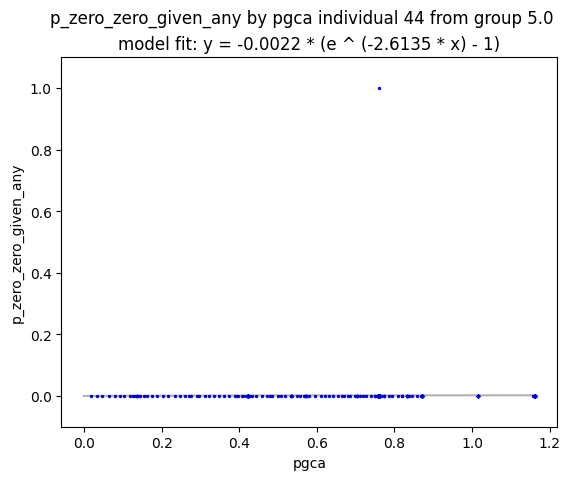 p_zero_zero_given_any by pgca individual 44 from group 5.0
model fit: y = -0.0022 * (e ^ (-2.6135 * x) - 1)
1.0
0.8
0.6
0.4
0.2
0.0
p_zero_zero_given_any
0.0 0.2 0.4 0.6 0.8 1.0 1.2
pgca